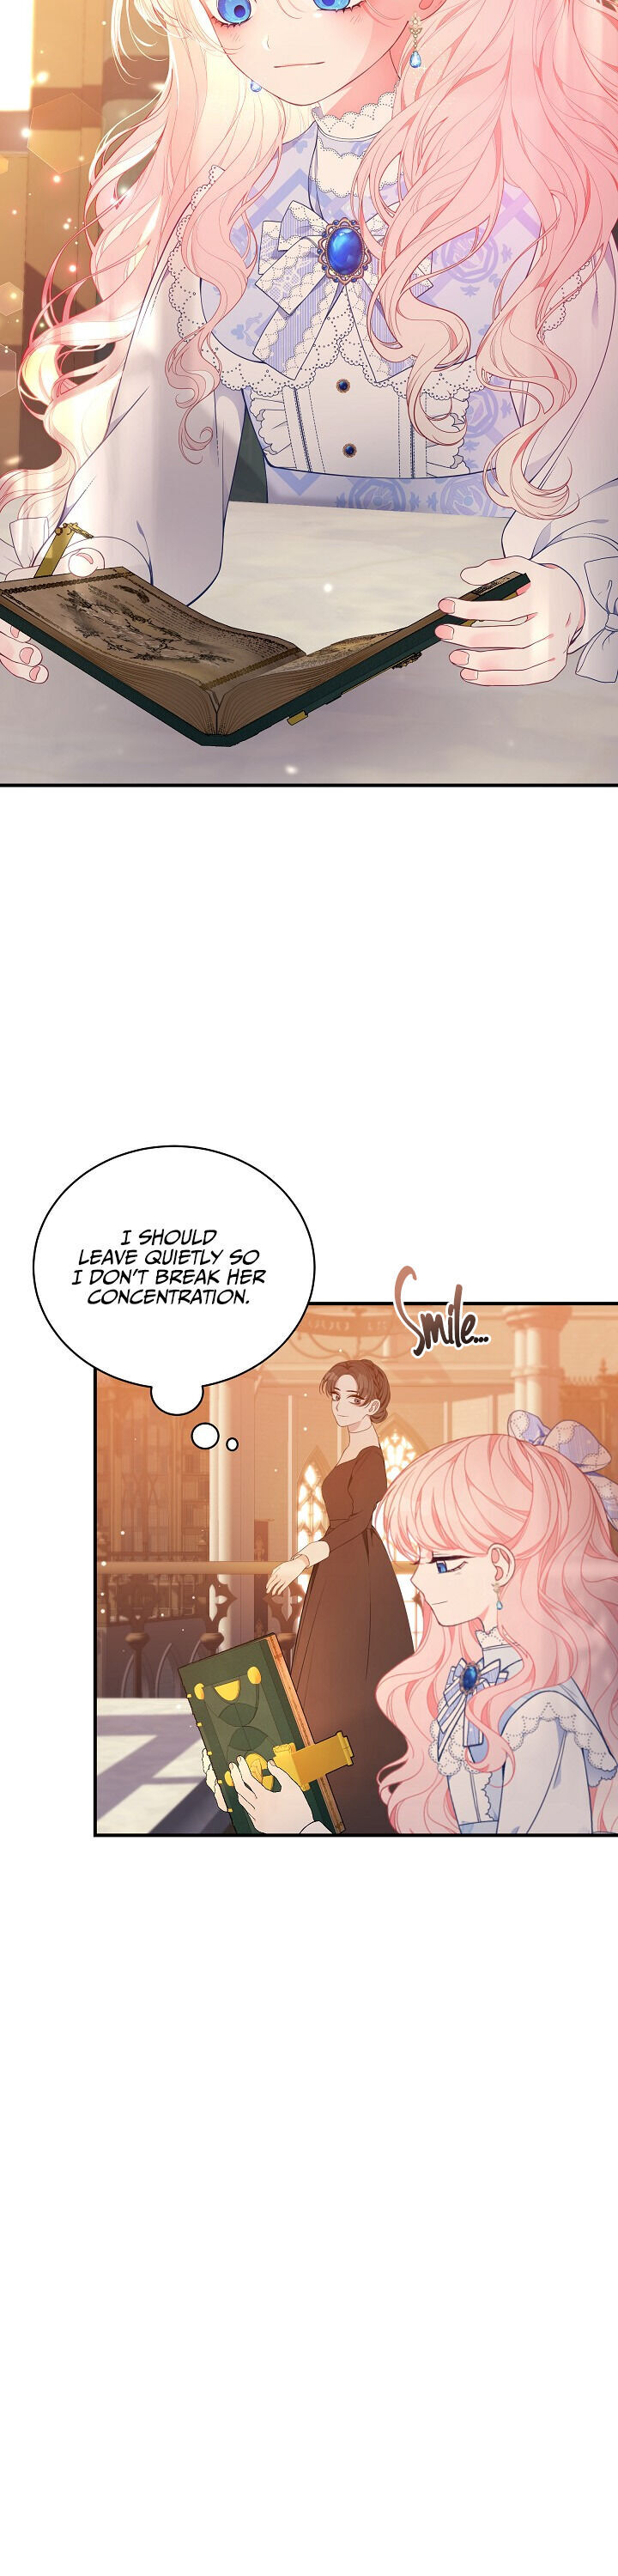 I SHOULD
LEAVE QUIETLY SO
I DON'T BREAK HER
CONCENTRATION.
Smile...